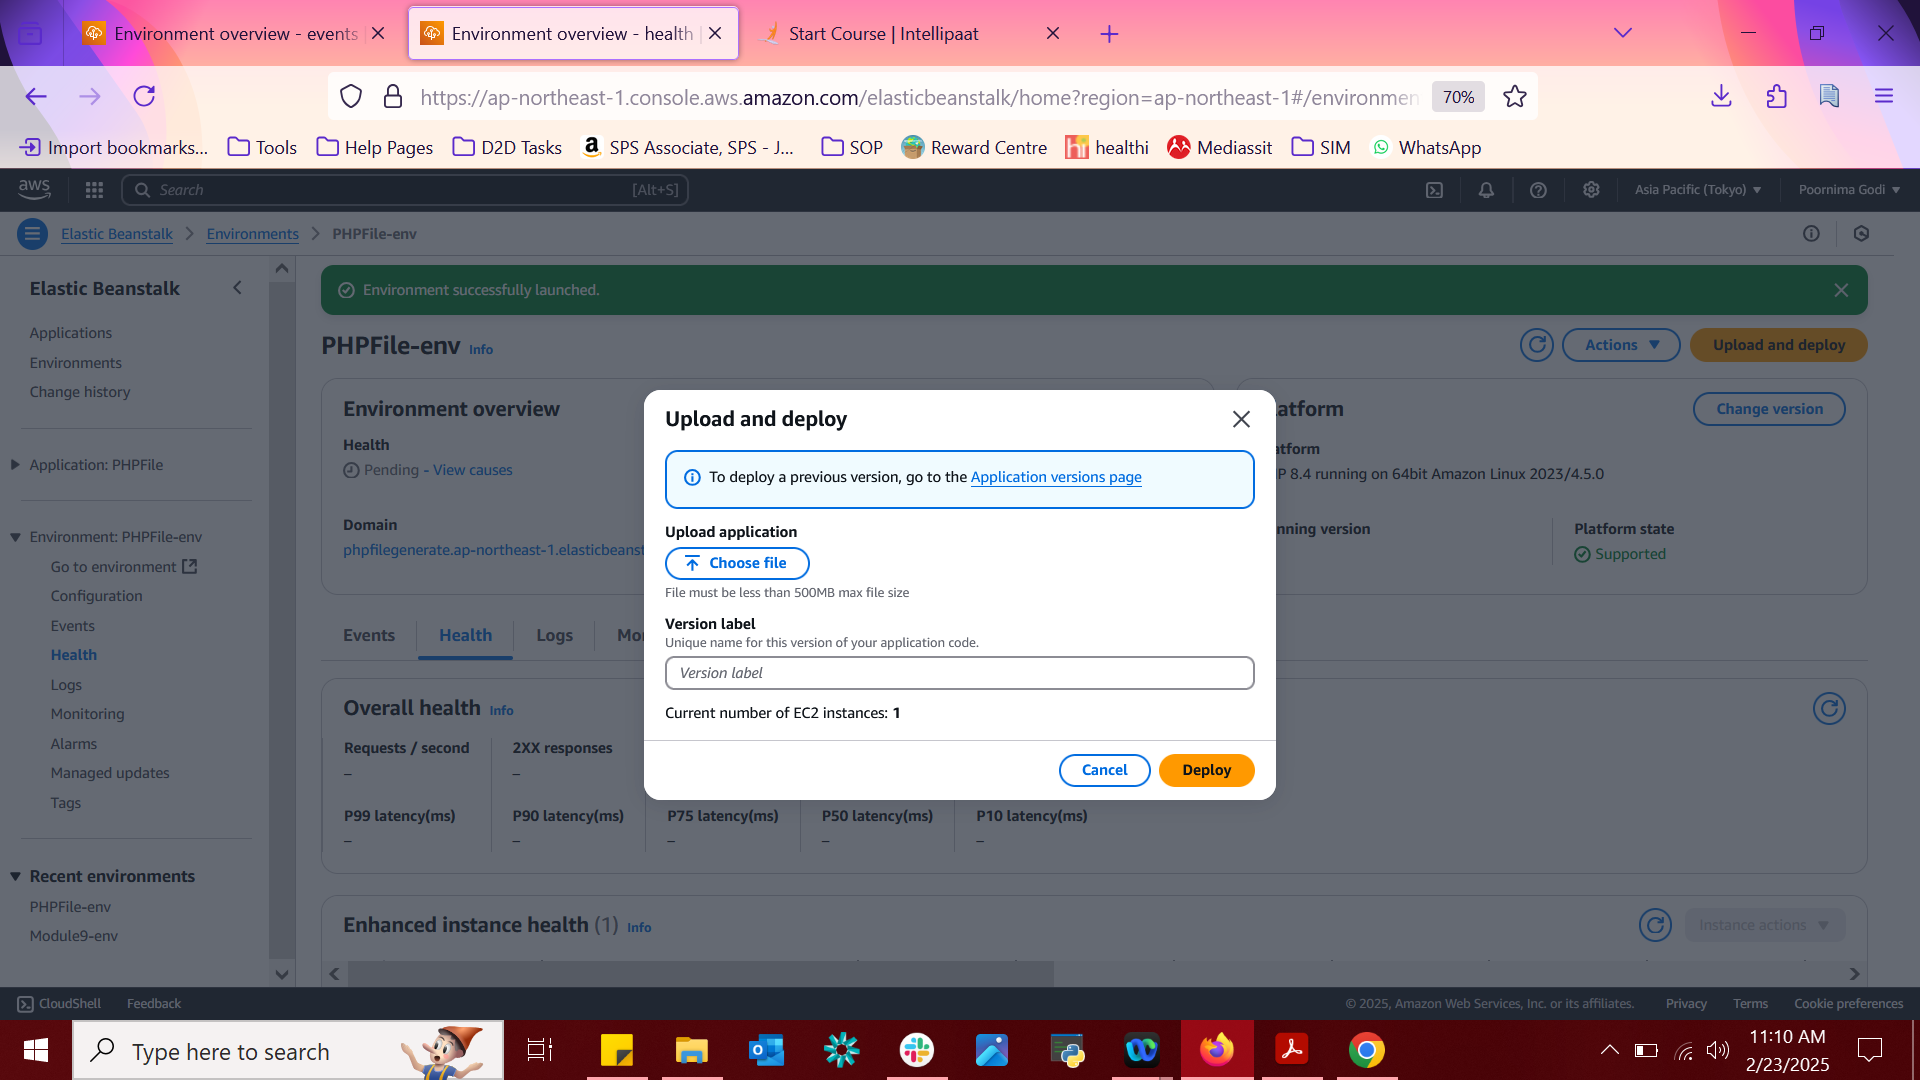 Environment overview - events
Environment overview - health
Start Course | Intellipaat
https://ap-northeast-1.console.aws.amazon.com/elasticbeanstalk/home?region=ap-northeast-1#/environmen
70%
Import bookmarks...
Tools
Help Pages
D2D Tasks
SPS Associate, SPS - J...
SOP
Reward Centre
healthi
Mediassit
SIM
WhatsApp
aws
Search
[Alt+S]
Asia Pacific (Tokyo)
Poornima Godi
Elastic Beanstalk
Environments
PHPFile-env
Elastic Beanstalk
Applications
Environments
Change history
Application: PHPFile
Environment: PHPFile-env
Go to environment
Configuration
Events
Health
Logs
Monitoring
Alarms
Managed updates
Tags
Recent environments
PHPFile-env
Module9-env
Environment successfully launched.
PHPFile-env Info
Actions
Upload and deploy
Environment overview
Health
Pending - View causes
Domain
phpfilegenerate.ap-northeast-1.elasticbeanst
atform
Change version
atform
P 8.4 running on 64bit Amazon Linux 2023/4.5.0
nning version
Platform state
Supported
Events
Health
Logs
Mo
Overall health Info
Requests / second
–
2XX responses
–
P99 latency(ms)
–
P90 latency(ms)
–
P75 latency(ms)
–
P50 latency(ms)
–
P10 latency(ms)
–
Enhanced instance health (1) Info
Instance actions
Upload and deploy
To deploy a previous version, go to the Application versions page
Upload application
Choose file
File must be less than 500MB max file size
Version label
Unique name for this version of your application code.
Version label
Current number of EC2 instances: 1
Cancel
Deploy
CloudShell
Feedback
© 2025, Amazon Web Services, Inc. or its affiliates.
Privacy
Terms
Cookie preferences
Type here to search
11:10 AM
2/23/2025